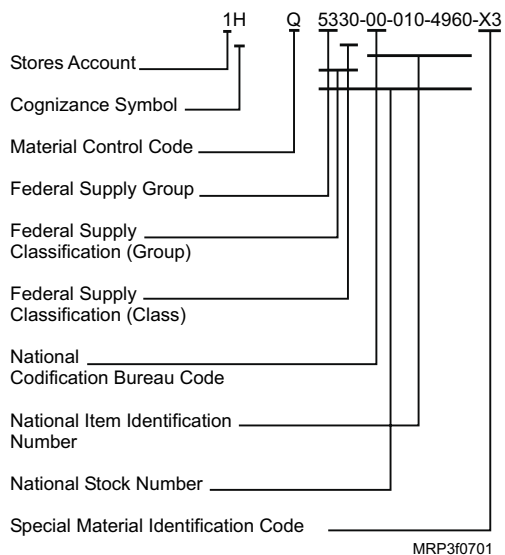 1H Q 5330-00-010-4960-X3
Stores Account
Cognizance Symbol
Material Control Code
Federal Supply Group
Federal Supply
Classification (Group)
Federal Supply
Classification (Class)
National
Codification Bureau Code
National Item Identification
Number
National Stock Number
Special Material Identification Code
MRP3f0701